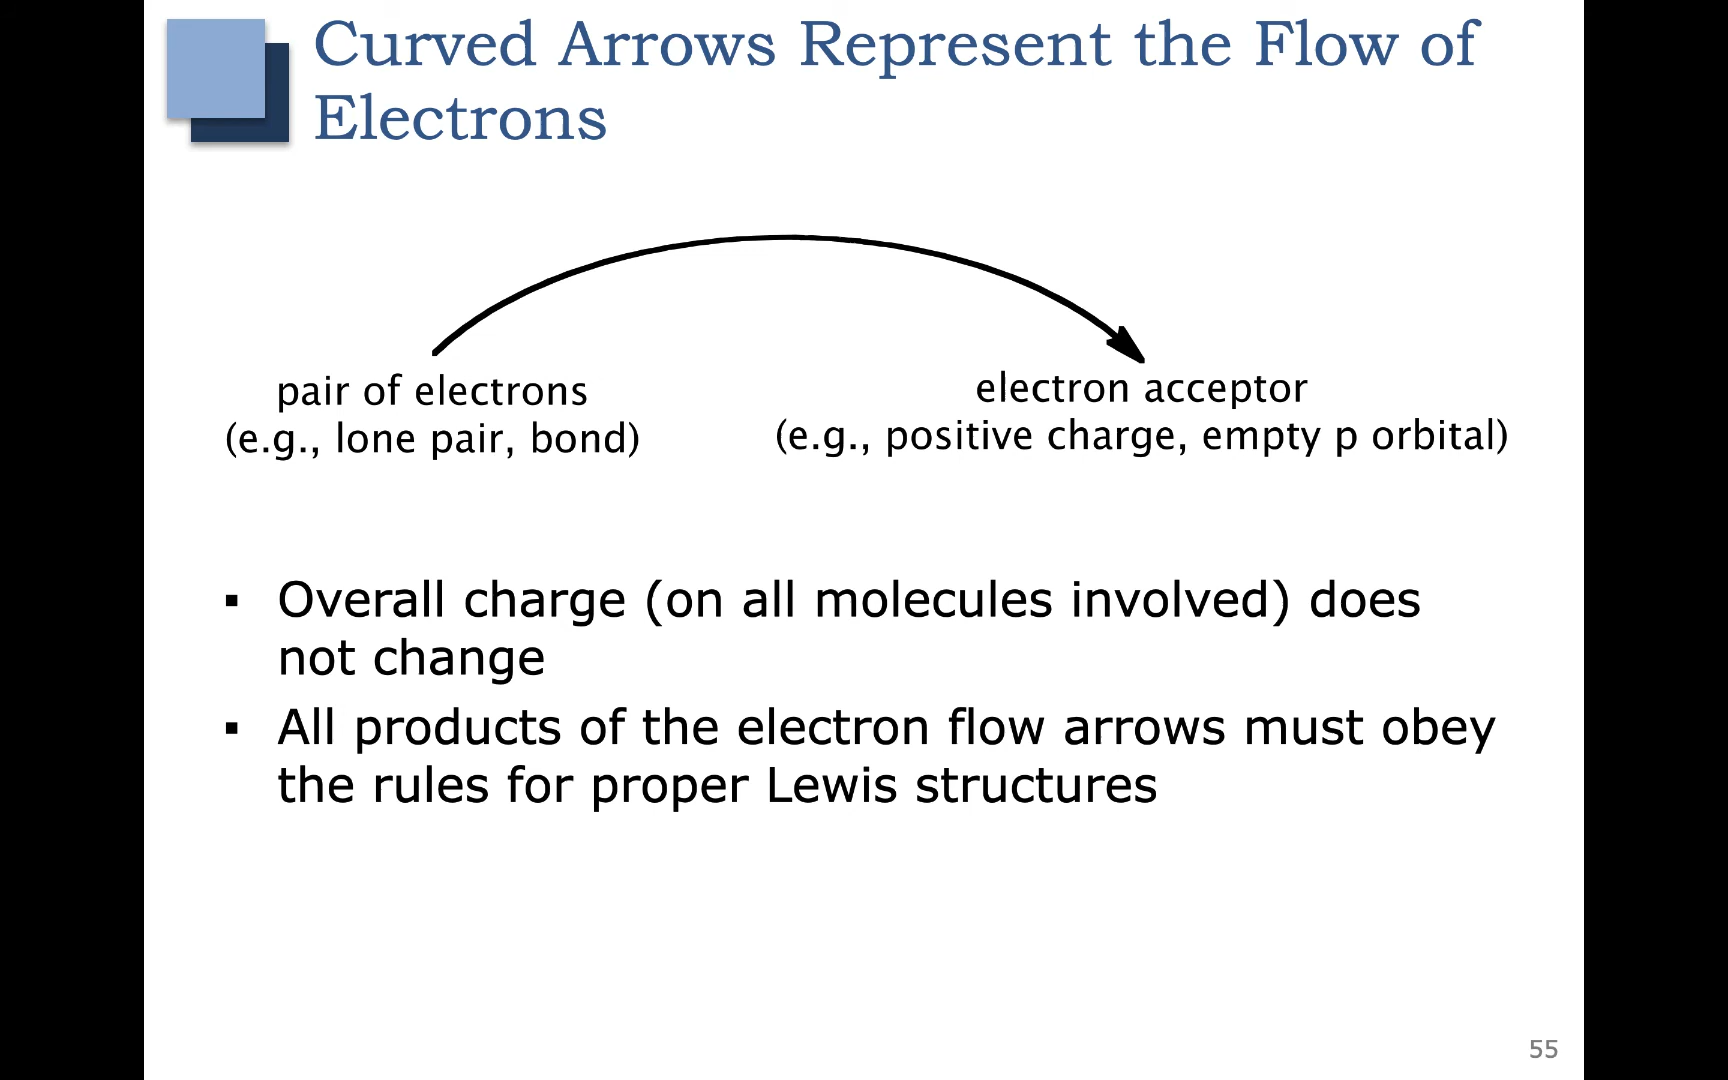 Curved Arrows Represent the Flow of
Electrons
pair of electrons
(e.g., lone pair, bond)
electron acceptor
(e.g., positive charge, empty p orbital)
▪ Overall charge (on all molecules involved) does
not change
▪ All products of the electron flow arrows must obey
the rules for proper Lewis structures
55